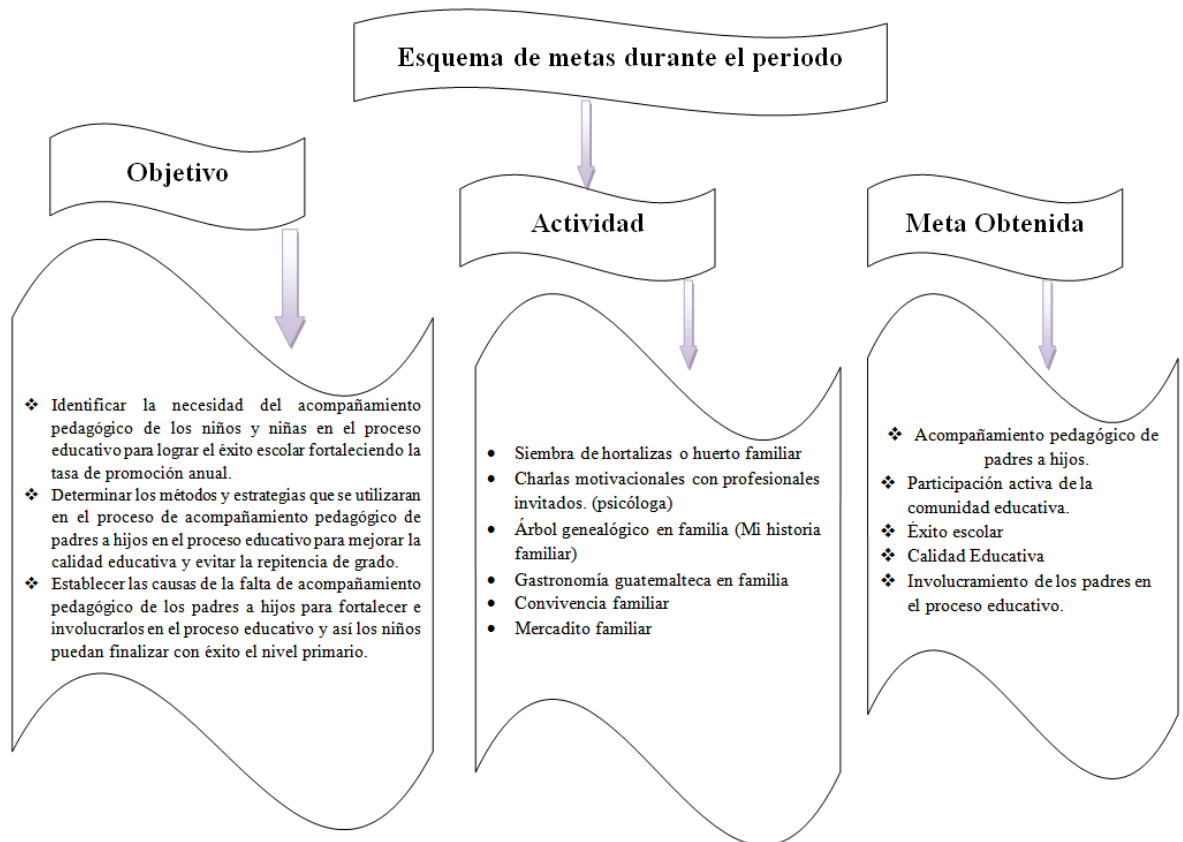 Esquema de metas durante el periodo
Objetivo
❖ Identificar la necesidad del acompañamiento
pedagógico de los niños y niñas en el proceso
educativo para lograr el éxito escolar fortaleciendo la
tasa de promoción anual.
❖ Determinar los métodos y estrategias que se utilizaran
en el proceso de acompañamiento pedagógico de
padres a hijos en el proceso educativo para mejorar la
calidad educativa y evitar la repitencia de grado.
❖ Establecer las causas de la falta de acompañamiento
pedagógico de los padres a hijos para fortalecer e
involucrarlos en el proceso educativo y así los niños
puedan finalizar con éxito el nivel primario.
Actividad
• Siembra de hortalizas o huerto familiar
• Charlas motivacionales con profesionales
invitados. (psicóloga)
• Árbol genealógico en familia (Mi historia
familiar)
• Gastronomía guatemalteca en familia
• Convivencia familiar
• Mercadito familiar
Meta Obtenida
❖ Acompañamiento pedagógico de
padres a hijos.
❖ Participación activa de la
comunidad educativa.
❖ Éxito escolar
❖ Calidad Educativa
❖ Involucramiento de los padres en
el proceso educativo.